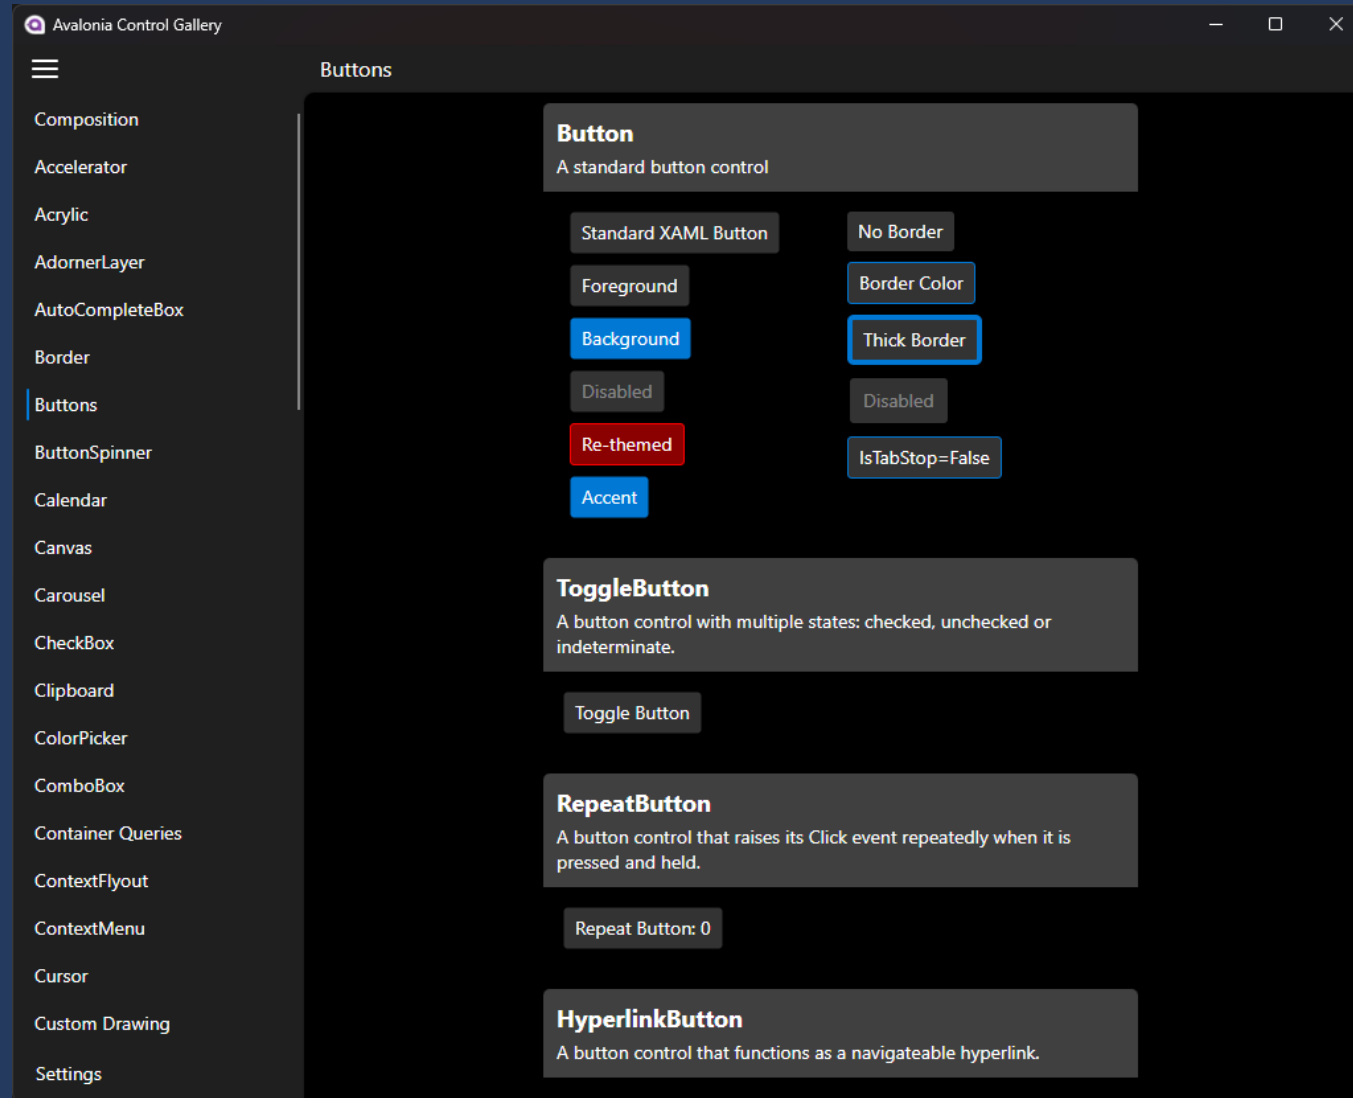 Avalonia Control Gallery
Buttons
Composition
Accelerator
Acrylic
AdornerLayer
AutoCompleteBox
Border
Buttons
ButtonSpinner
Calendar
Canvas
Carousel
CheckBox
Clipboard
ColorPicker
ComboBox
Container Queries
ContextFlyout
ContextMenu
Cursor
Custom Drawing
Settings
Button
A standard button control
Standard XAML Button
Foreground
Background
Disabled
Re-themed
Accent
No Border
Border Color
Thick Border
Disabled
IsTabStop=False
ToggleButton
A button control with multiple states: checked, unchecked or
indeterminate.
Toggle Button
RepeatButton
A button control that raises its Click event repeatedly when it is
pressed and held.
Repeat Button: 0
HyperlinkButton
A button control that functions as a navigateable hyperlink.